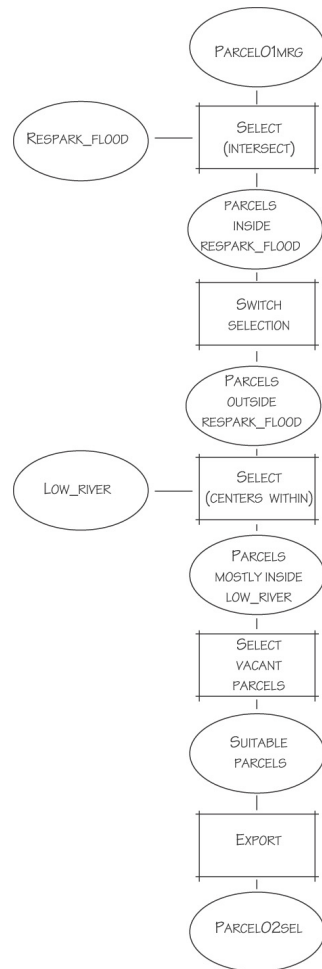 Parcel01mrg
Respark_flood
Select
(intersect)
parcels
inside
respark_flood
Switch
selection
Parcels
outside
respark_flood
Low_river
Select
(centers within)
Parcels
mostly inside
low_river
Select
vacant
parcels
Suitable
parcels
Export
Parcel02sel